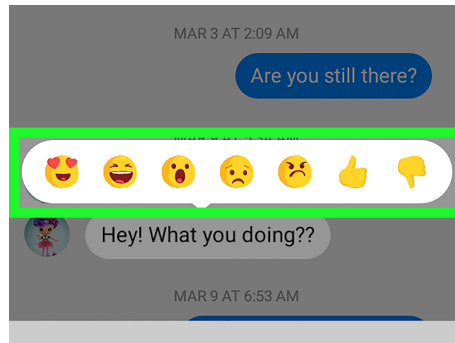 MAR 3 AT 2:09 AM
Are you still there?
Hey! What you doing??
MAR 9 AT 6:53 AM